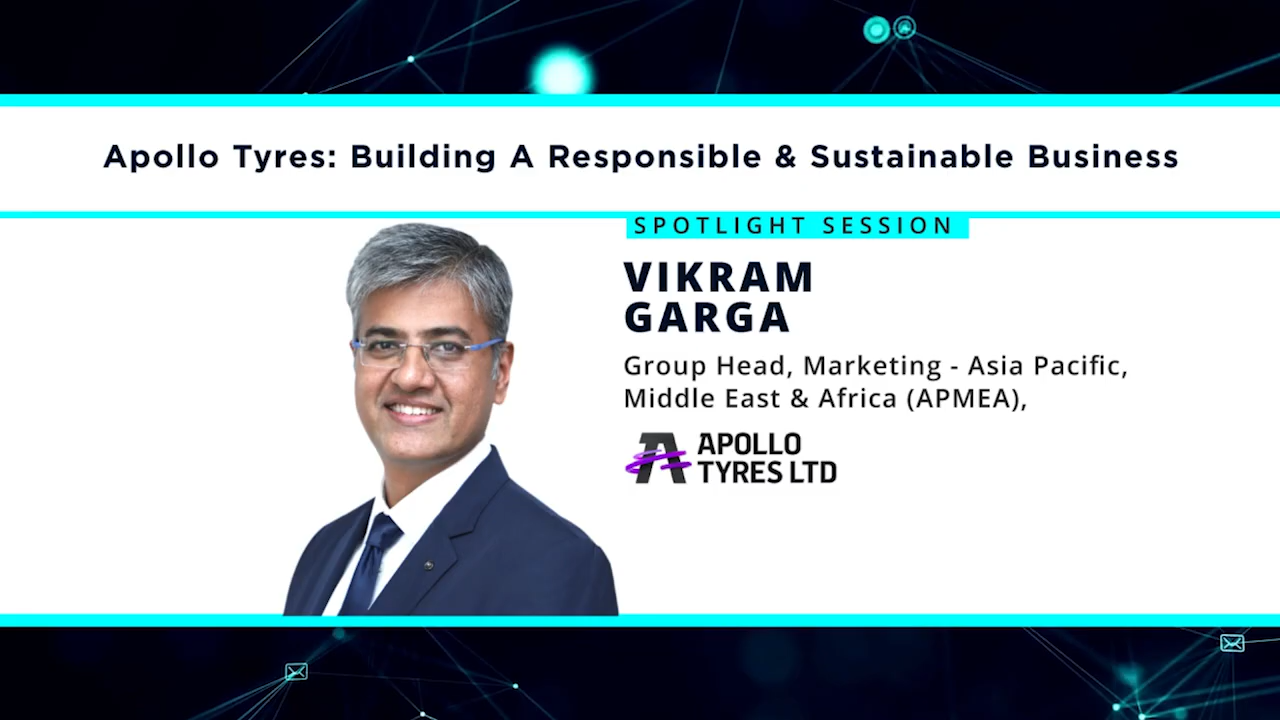 Apollo Tyres: Building A Responsible & Sustainable Business
SPOTLIGHT SESSION
VIKRAM
GARGA
Group Head, Marketing - Asia Pacific,
Middle East & Africa (APMEA),
APOLLO
TYRES LTD